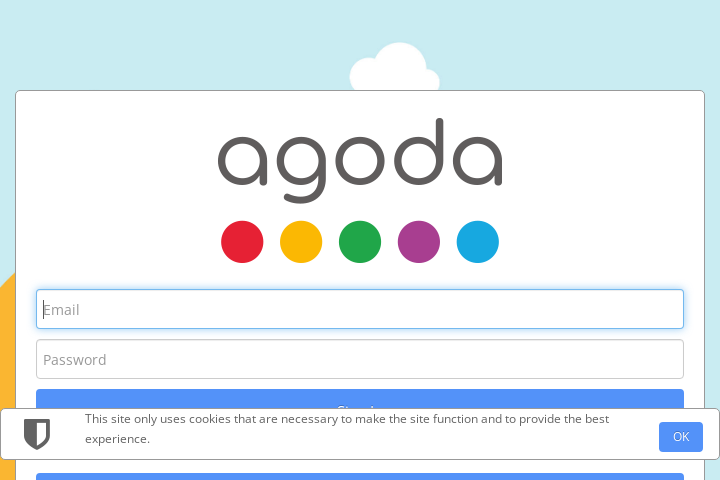 agoda
Email
Password
This site only uses cookies that are necessary to make the site function and to provide the best
experience.
OK